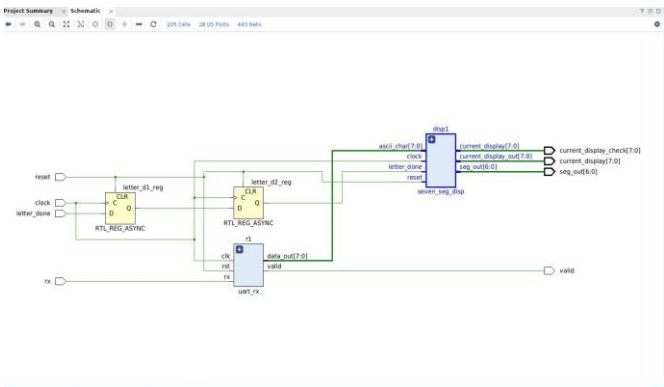 Project Summary × Schematic ×
205 Cells 28 I/O Ports 443 Nets
disp1
ascii_char[7:0] current_display[7:0] current_display_check[7:0]
clock current_display_out[7:0] current_display[7:0]
letter_done seg_out[6:0] seg_out[6:0]
reset
seven_seg_disp
reset
letter_d1_reg
letter_d2_reg
CLR
CLR
clock C Q
C Q
letter_done D
D
RTL_REG_ASYNC
RTL_REG_ASYNC
r1
clk data_out[7:0]
rst valid valid
rx rx
uart_rx